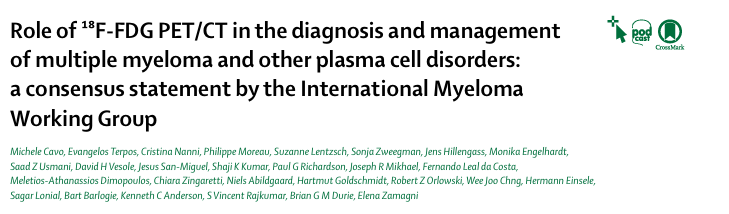 Role of ¹⁸F-FDG PET/CT in the diagnosis and management
of multiple myeloma and other plasma cell disorders:
a consensus statement by the International Myeloma
Working Group
pod
cast
CrossMark
Michele Cavo, Evangelos Terpos, Cristina Nanni, Philippe Moreau, Suzanne Lentzsch, Sonja Zweegman, Jens Hillengass, Monika Engelhardt,
Saad Z Usmani, David H Vesole, Jesus San-Miguel, Shaji K Kumar, Paul G Richardson, Joseph R Mikhael, Fernando Leal da Costa,
Meletios-Athanassios Dimopoulos, Chiara Zingaretti, Niels Abildgaard, Hartmut Goldschmidt, Robert Z Orlowski, Wee Joo Chng, Hermann Einsele,
Sagar Lonial, Bart Barlogie, Kenneth C Anderson, S Vincent Rajkumar, Brian G M Durie, Elena Zamagni